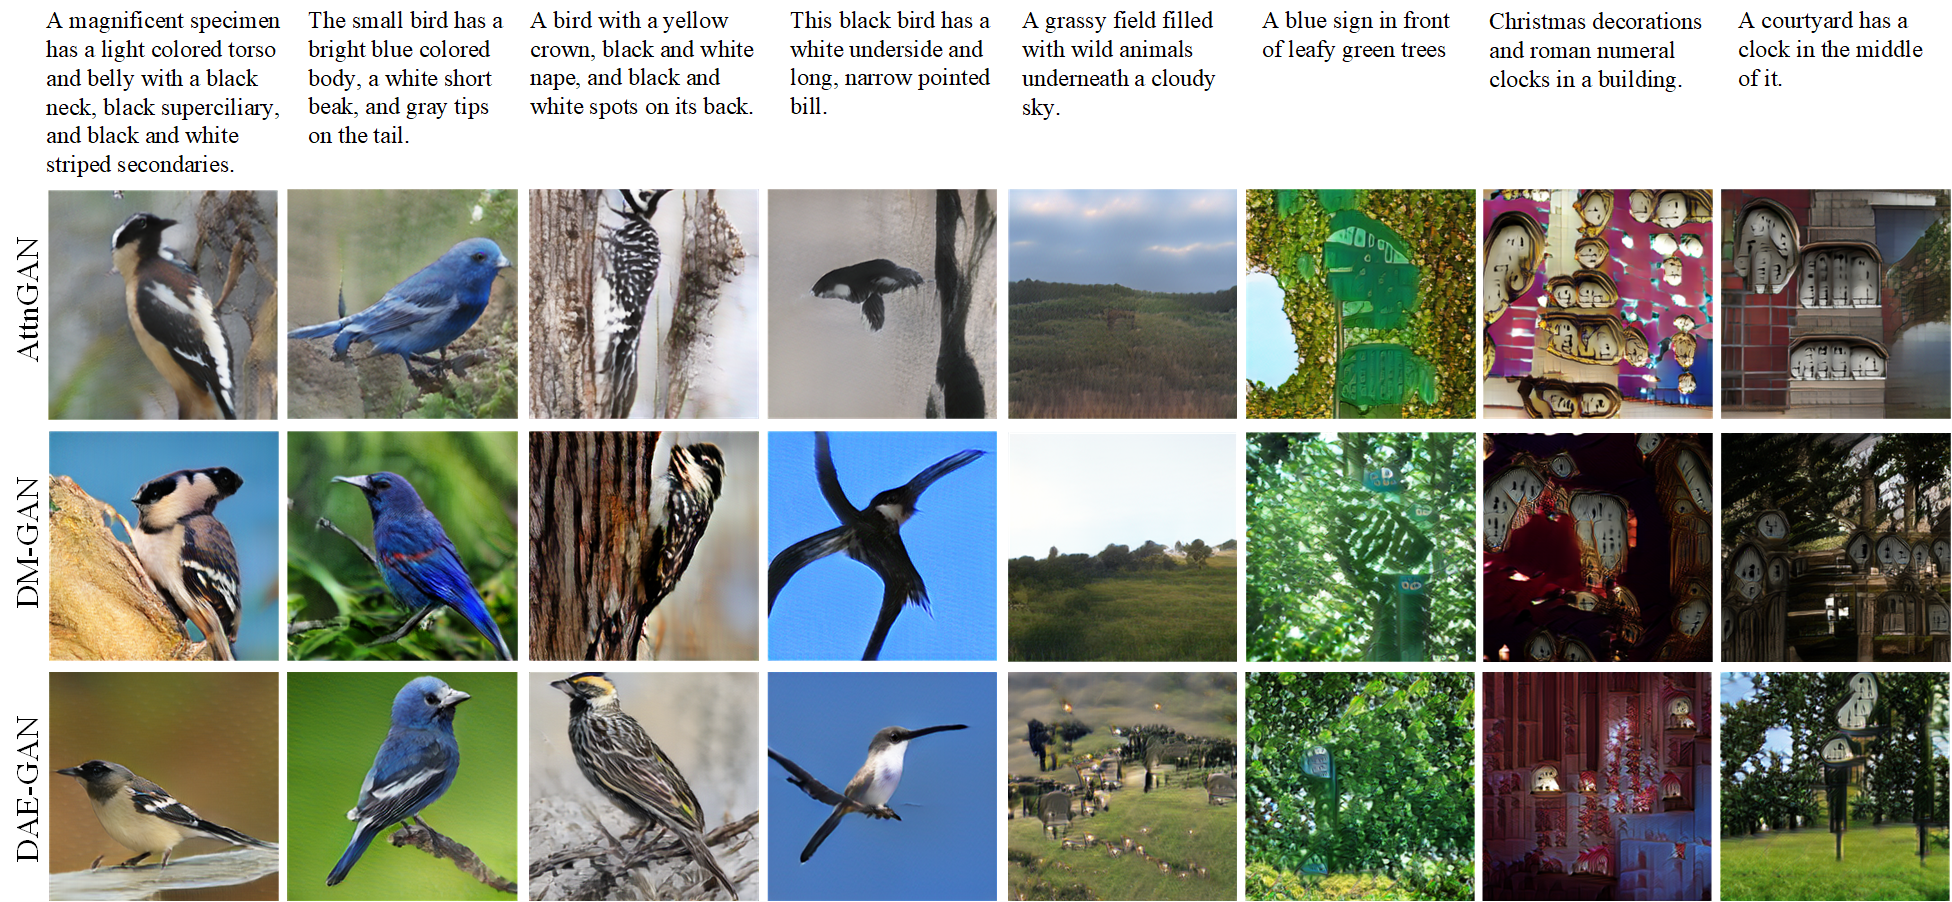 A magnificent specimen
has a light colored torso
and belly with a black
neck, black superciliary,
and black and white
striped secondaries.
The small bird has a
bright blue colored
body, a white short
beak, and gray tips
on the tail.
A bird with a yellow
crown, black and white
nape, and black and
white spots on its back.
This black bird has a
white underside and
long, narrow pointed
bill.
A grassy field filled
with wild animals
underneath a cloudy
sky.
A blue sign in front
of leafy green trees
Christmas decorations
and roman numeral
clocks in a building.
A courtyard has a
clock in the middle
of it.
AttnGAN
DM-GAN
DAE-GAN